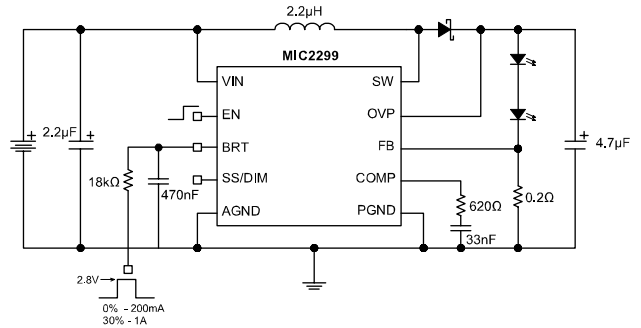 2.2µH
MIC2299
VIN
SW
EN
OVP
2.2µF
BRT
FB
4.7µF
18kΩ
470nF
SS/DIM
COMP
620Ω
0.2Ω
AGND
PGND
33nF
2.8V
0% - 200mA
30% - 1A